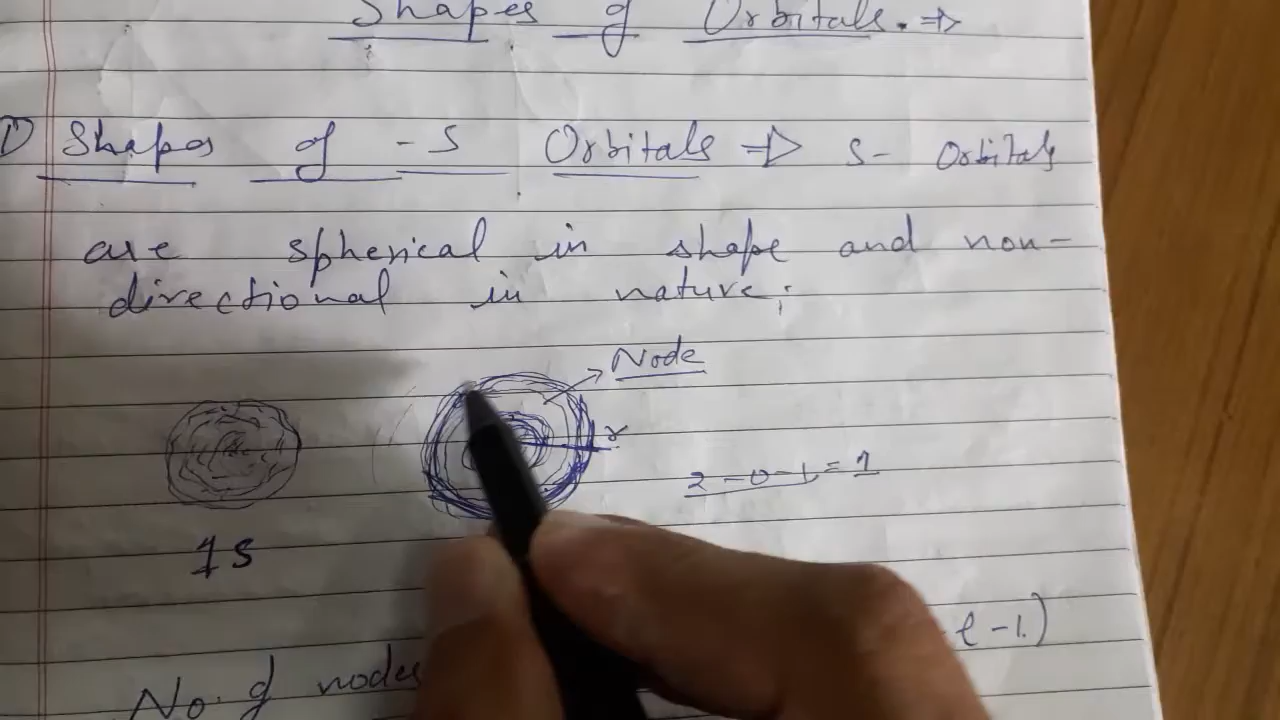 Shapes of Orbitals. ⇒
1) Shapes of -s Orbitals ⇒ s- Orbitals
are spherical in shape and non-
directional in nature;
Node
r
2-0-1=1
1s
No. of nodes
l-1)